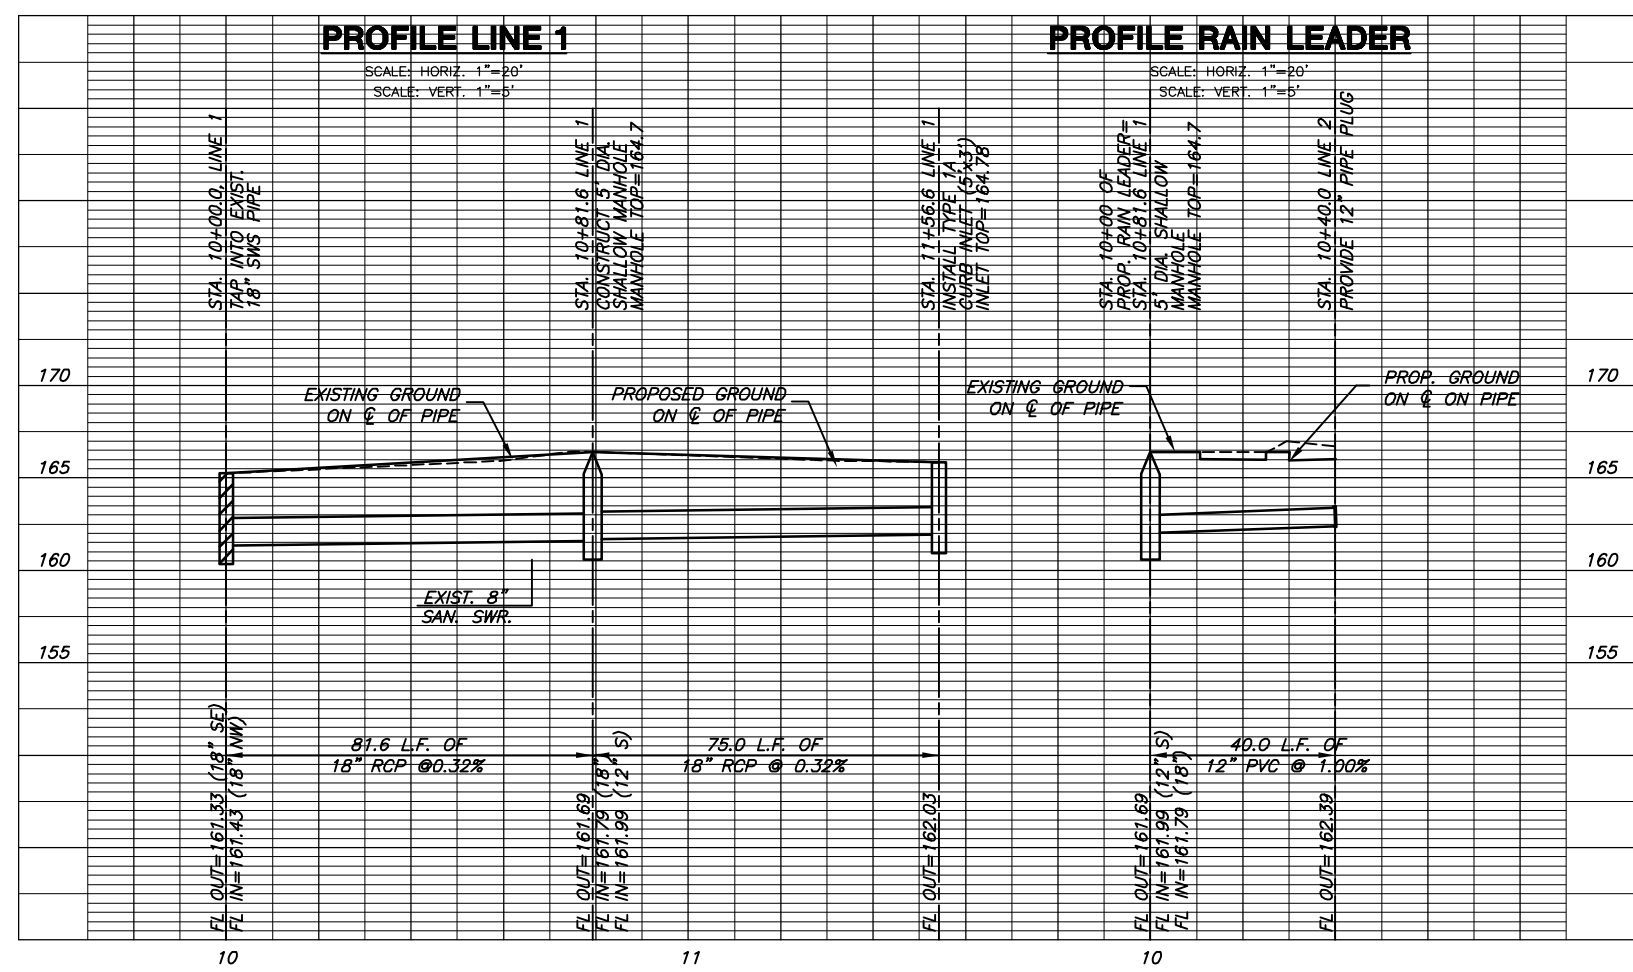 PROFILE LINE 1
SCALE: HORIZ. 1"=20'
SCALE: VERT. 1"=5'
PROFILE RAIN LEADER
SCALE: HORIZ. 1"=20'
SCALE: VERT. 1"=5'
STA. 10+00.0, LINE 1
TAP INTO EXIST.
18" SWS PIPE
STA. 10+81.6 LINE 1
CONSTRUCT 5' DIA.
SHALLOW MANHOLE
MANHOLE TOP=164.7
STA. 11+56.6 LINE 1
INSTALL TYPE 1A
CURB INLET (5'X3')
INLET TOP=164.78
STA. 10+00 OF
PROP. RAIN LEADER=
STA. 10+81.6 LINE 1
5' DIA. SHALLOW
MANHOLE
MANHOLE TOP=164.7
STA. 10+40.0 LINE 2
PROVIDE 12" PIPE PLUG
170
170
EXISTING GROUND
ON ℄ OF PIPE
PROPOSED GROUND
ON ℄ OF PIPE
EXISTING GROUND
ON ℄ OF PIPE
PROP. GROUND
ON ℄ ON PIPE
165
165
160
160
EXIST. 8"
SAN. SWR.
155
155
81.6 L.F. OF
18" RCP @0.32%
75.0 L.F. OF
18" RCP @ 0.32%
40.0 L.F. OF
12" PVC @ 1.00%
FL OUT=161.33 (18" SE)
FL IN=161.43 (18" NW)
FL OUT=161.69
FL IN=161.79 (18" S)
FL IN=161.99 (12" S)
FL OUT=162.03
FL OUT=161.69
FL IN=161.99 (12" S)
FL IN=161.79 (18")
FL OUT=162.39
10
11
10